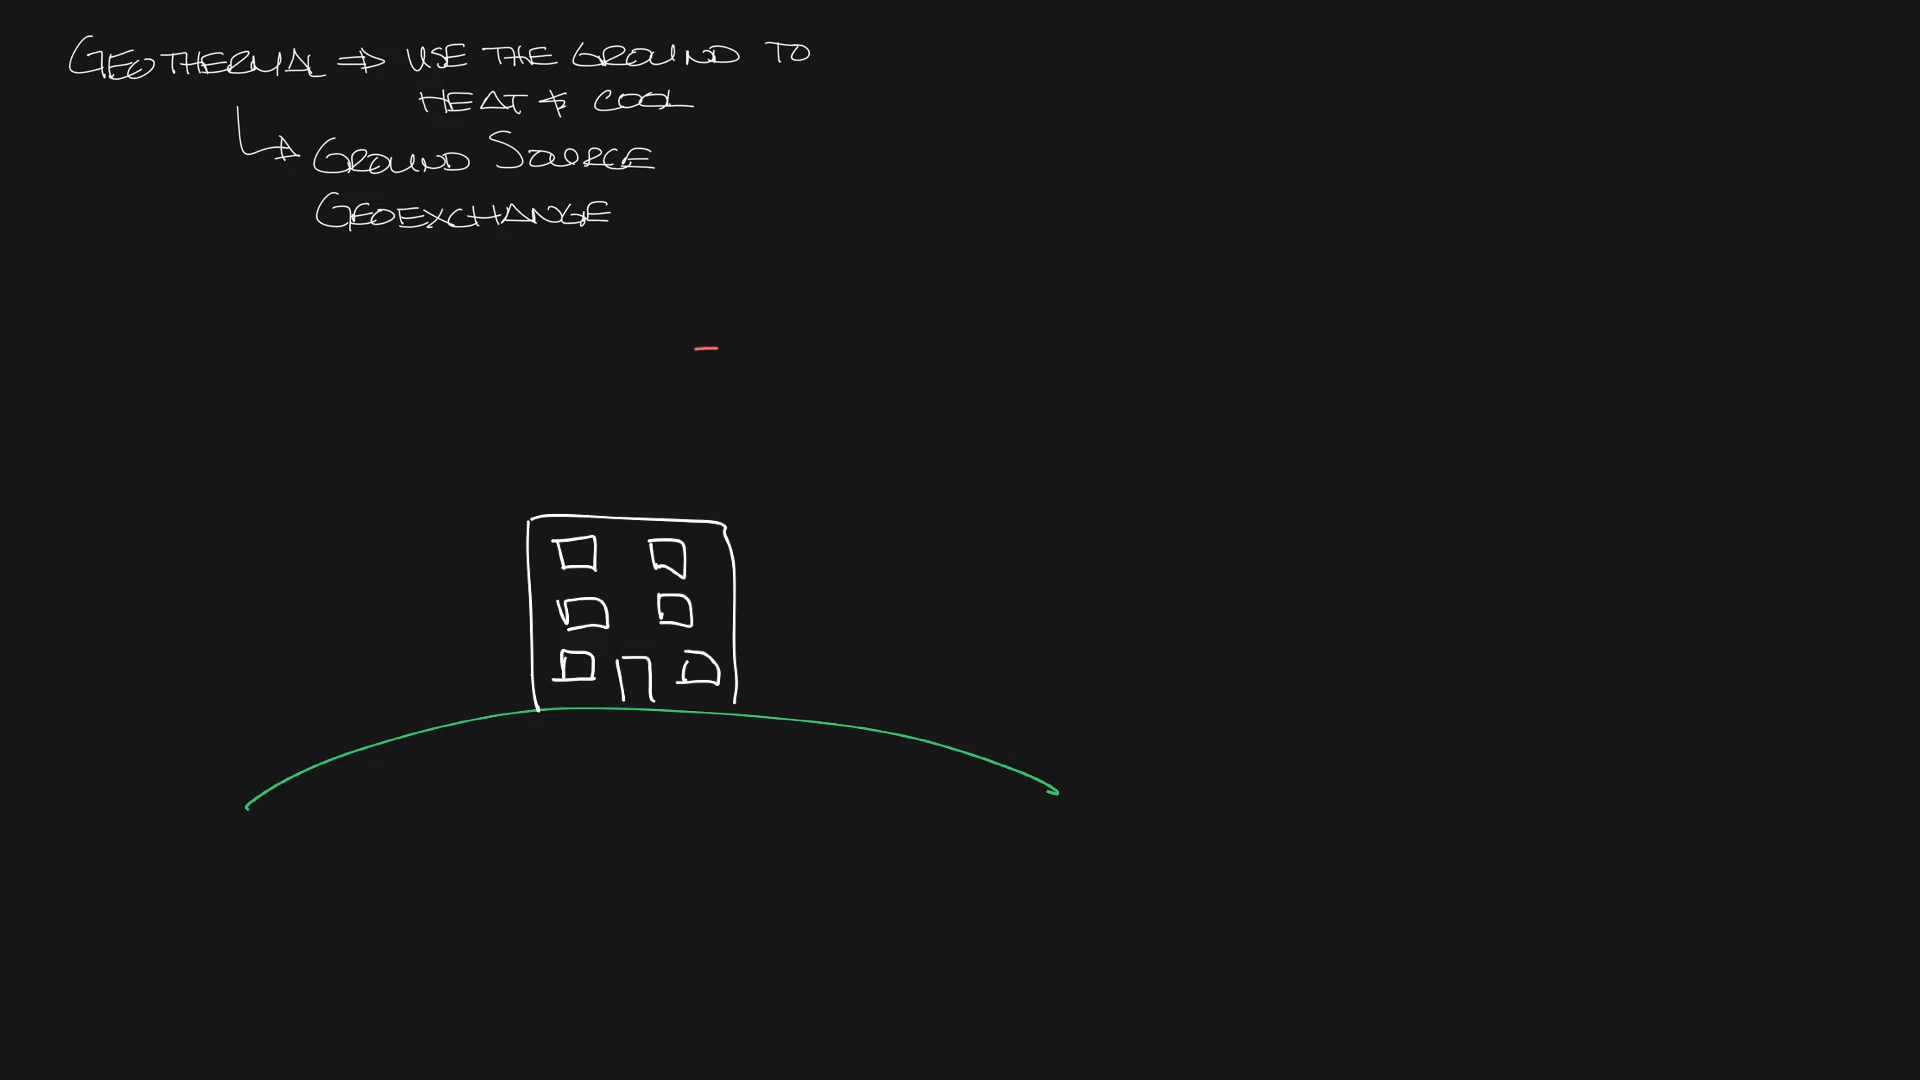 GEOTHERMAL ⇒ USE THE GROUND TO
HEAT & COOL
GROUND SOURCE
GEOEXCHANGE